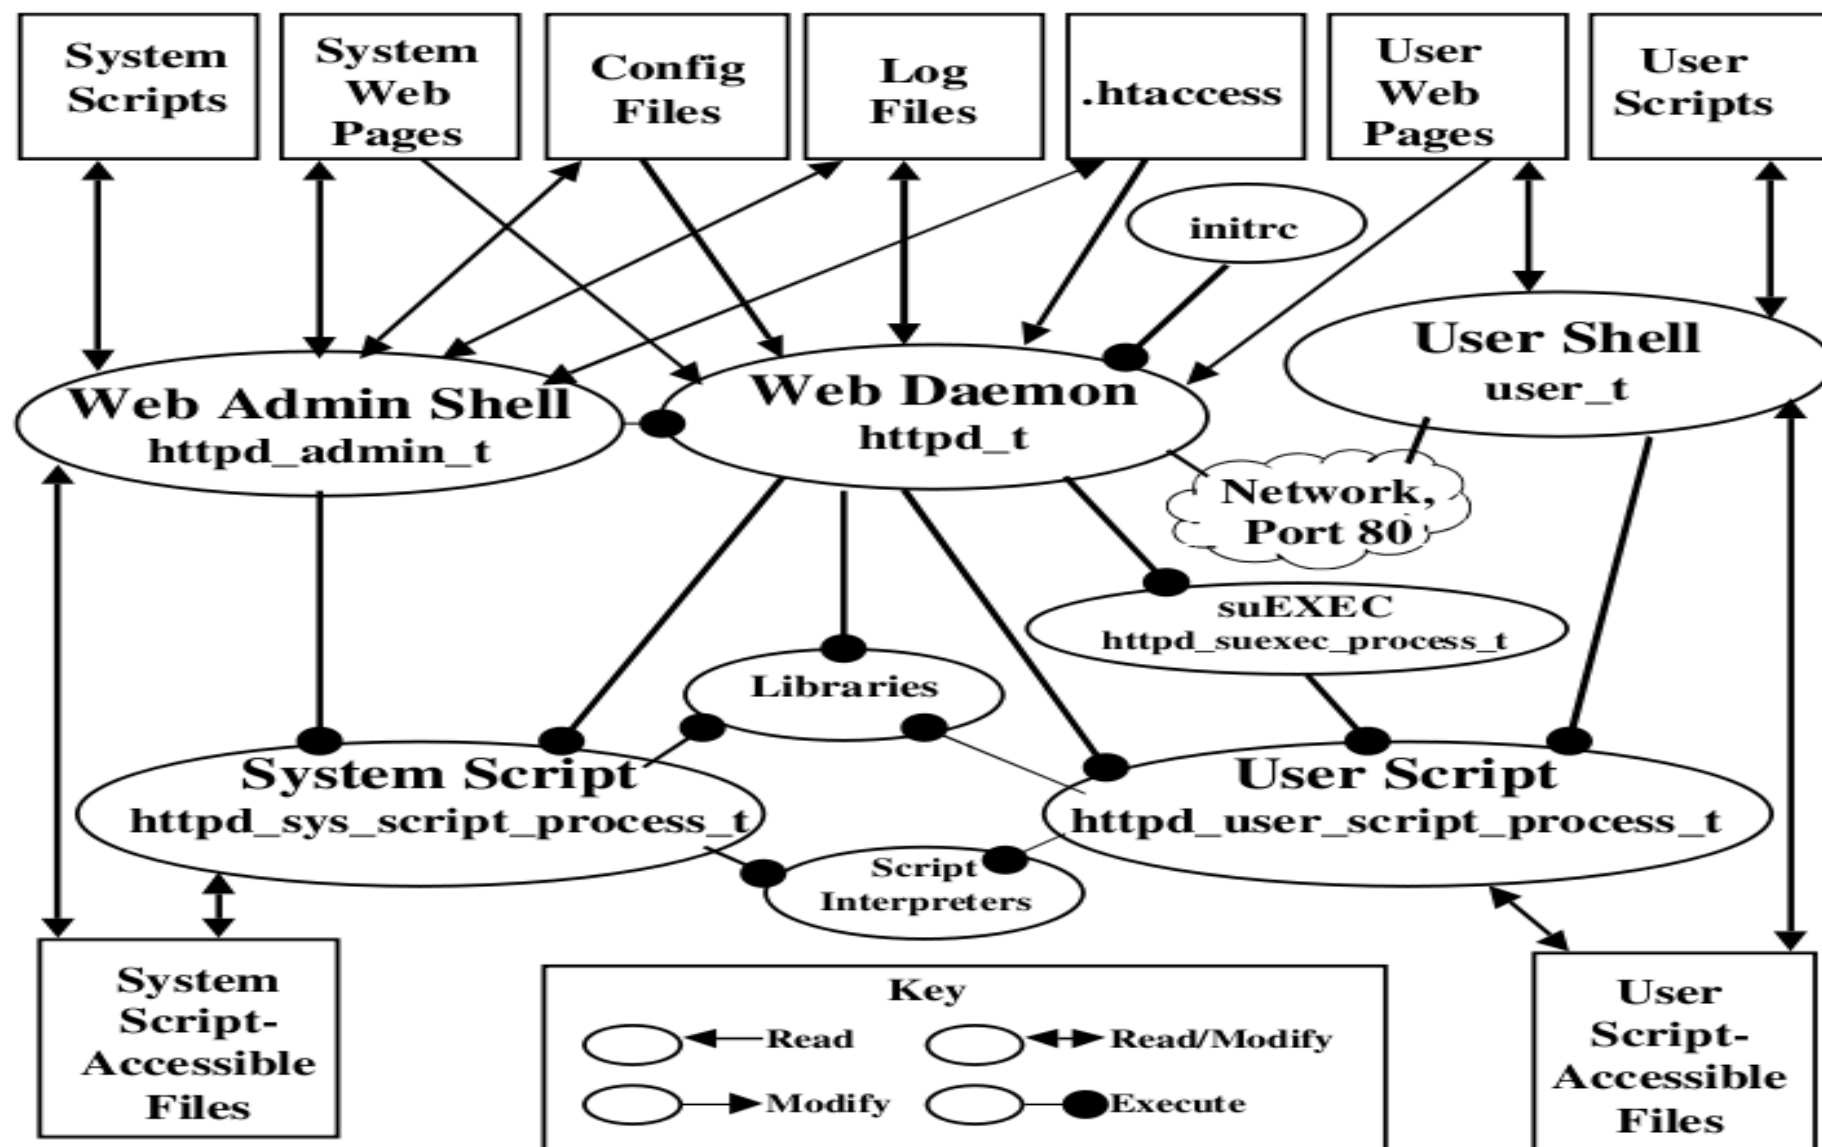 System
Scripts
System
Web
Pages
Config
Files
Log
Files
.htaccess
User
Web
Pages
User
Scripts
initrc
Web Admin Shell
httpd_admin_t
Web Daemon
httpd_t
User Shell
user_t
Network,
Port 80
suEXEC
httpd_suexec_process_t
Libraries
System Script
httpd_sys_script_process_t
User Script
httpd_user_script_process_t
Script
Interpreters
System
Script-
Accessible
Files
Key
Read
Read/Modify
Modify
Execute
User
Script-
Accessible
Files